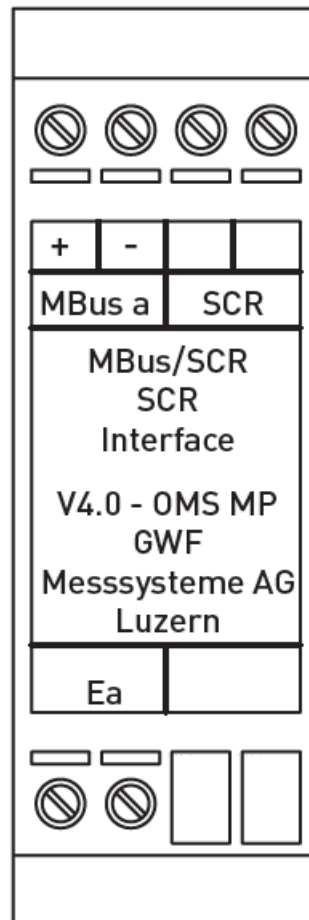 + -
MBus a SCR
MBus/SCR
SCR
Interface
V4.0 - OMS MP
GWF
Messsysteme AG
Luzern
Ea